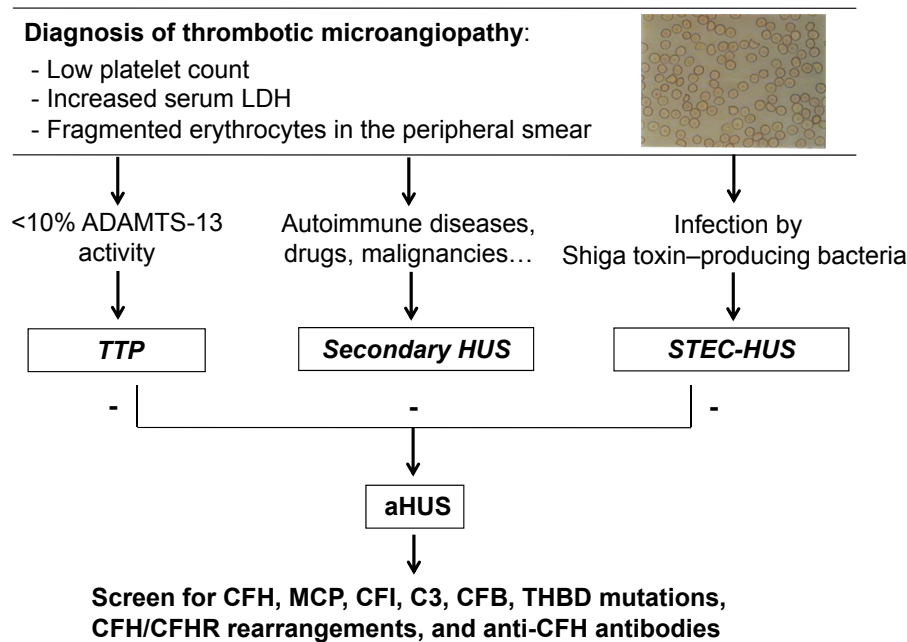 Diagnosis of thrombotic microangiopathy:
- Low platelet count
- Increased serum LDH
- Fragmented erythrocytes in the peripheral smear
<10% ADAMTS-13
activity
Autoimmune diseases,
drugs, malignancies…
Infection by
Shiga toxin–producing bacteria
TTP
Secondary HUS
STEC-HUS
- - -
aHUS
Screen for CFH, MCP, CFI, C3, CFB, THBD mutations,
CFH/CFHR rearrangements, and anti-CFH antibodies